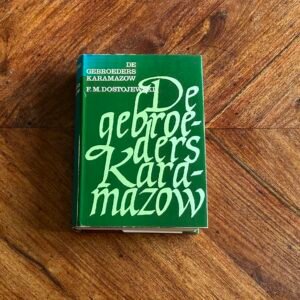 DE
GEBROEDERS
KARAMAZOW
F.M. DOSTOJEWSKI
De
gebroe-
ders
Kara-
mazow